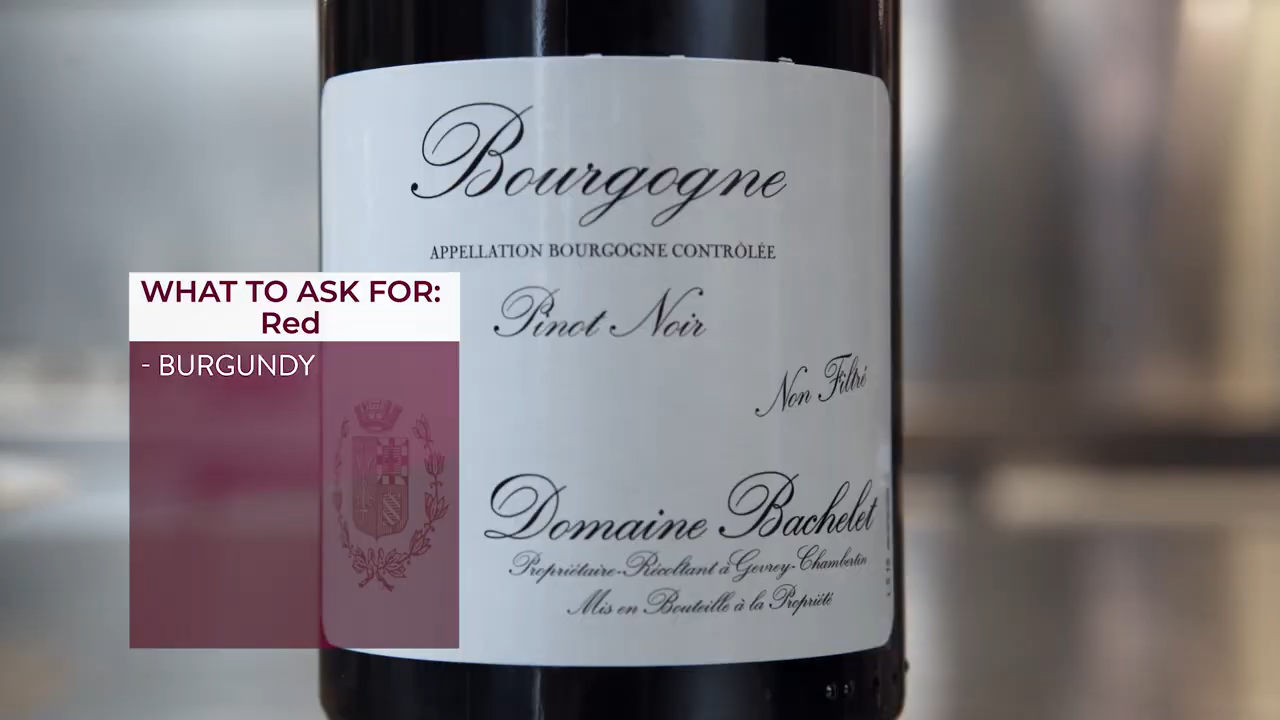 Bourgogne
APPELLATION BOURGOGNE CONTRÔLÉE
Pinot Noir
Non Filtré
Domaine Bachelet
Propriétaire-Récoltant à Gevrey-Chambertin
Mis en Bouteille à la Propriété
WHAT TO ASK FOR:
Red
- BURGUNDY